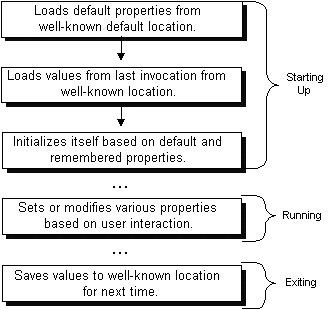 Loads default properties from
well-known default location.
Loads values from last invocation from
well-known location.
Starting
Up
Initializes itself based on default and
remembered properties.
...
Sets or modifies various properties
based on user interaction.
Running
...
Saves values to well-known location
for next time.
Exiting